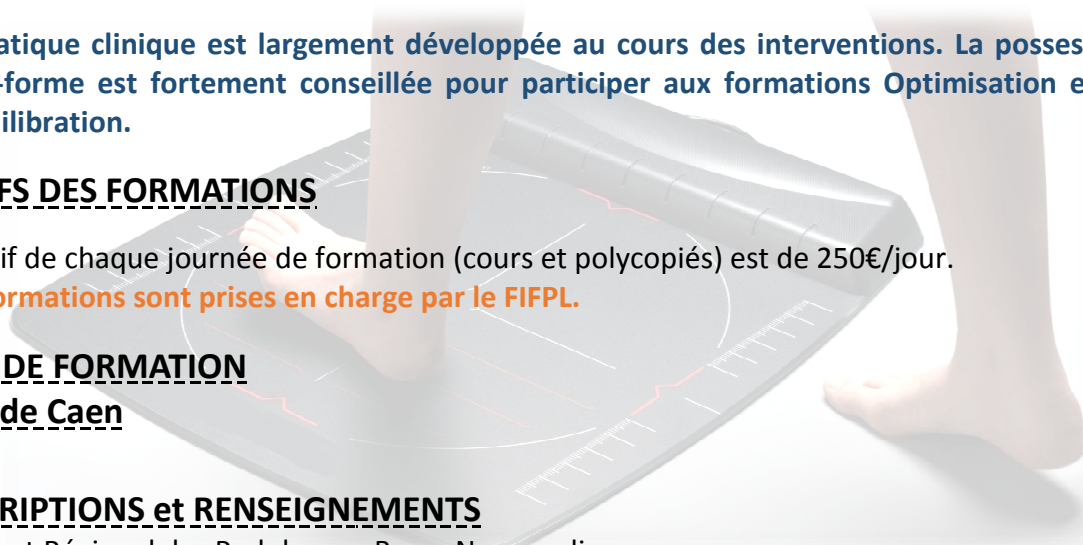 atique clinique est largement développée au cours des interventions. La posses
-forme est fortement conseillée pour participer aux formations Optimisation e
ilibration.
FS DES FORMATIONS
if de chaque journée de formation (cours et polycopiés) est de 250€/jour.
ormations sont prises en charge par le FIFPL.
DE FORMATION
de Caen
RIPTIONS et RENSEIGNEMENTS